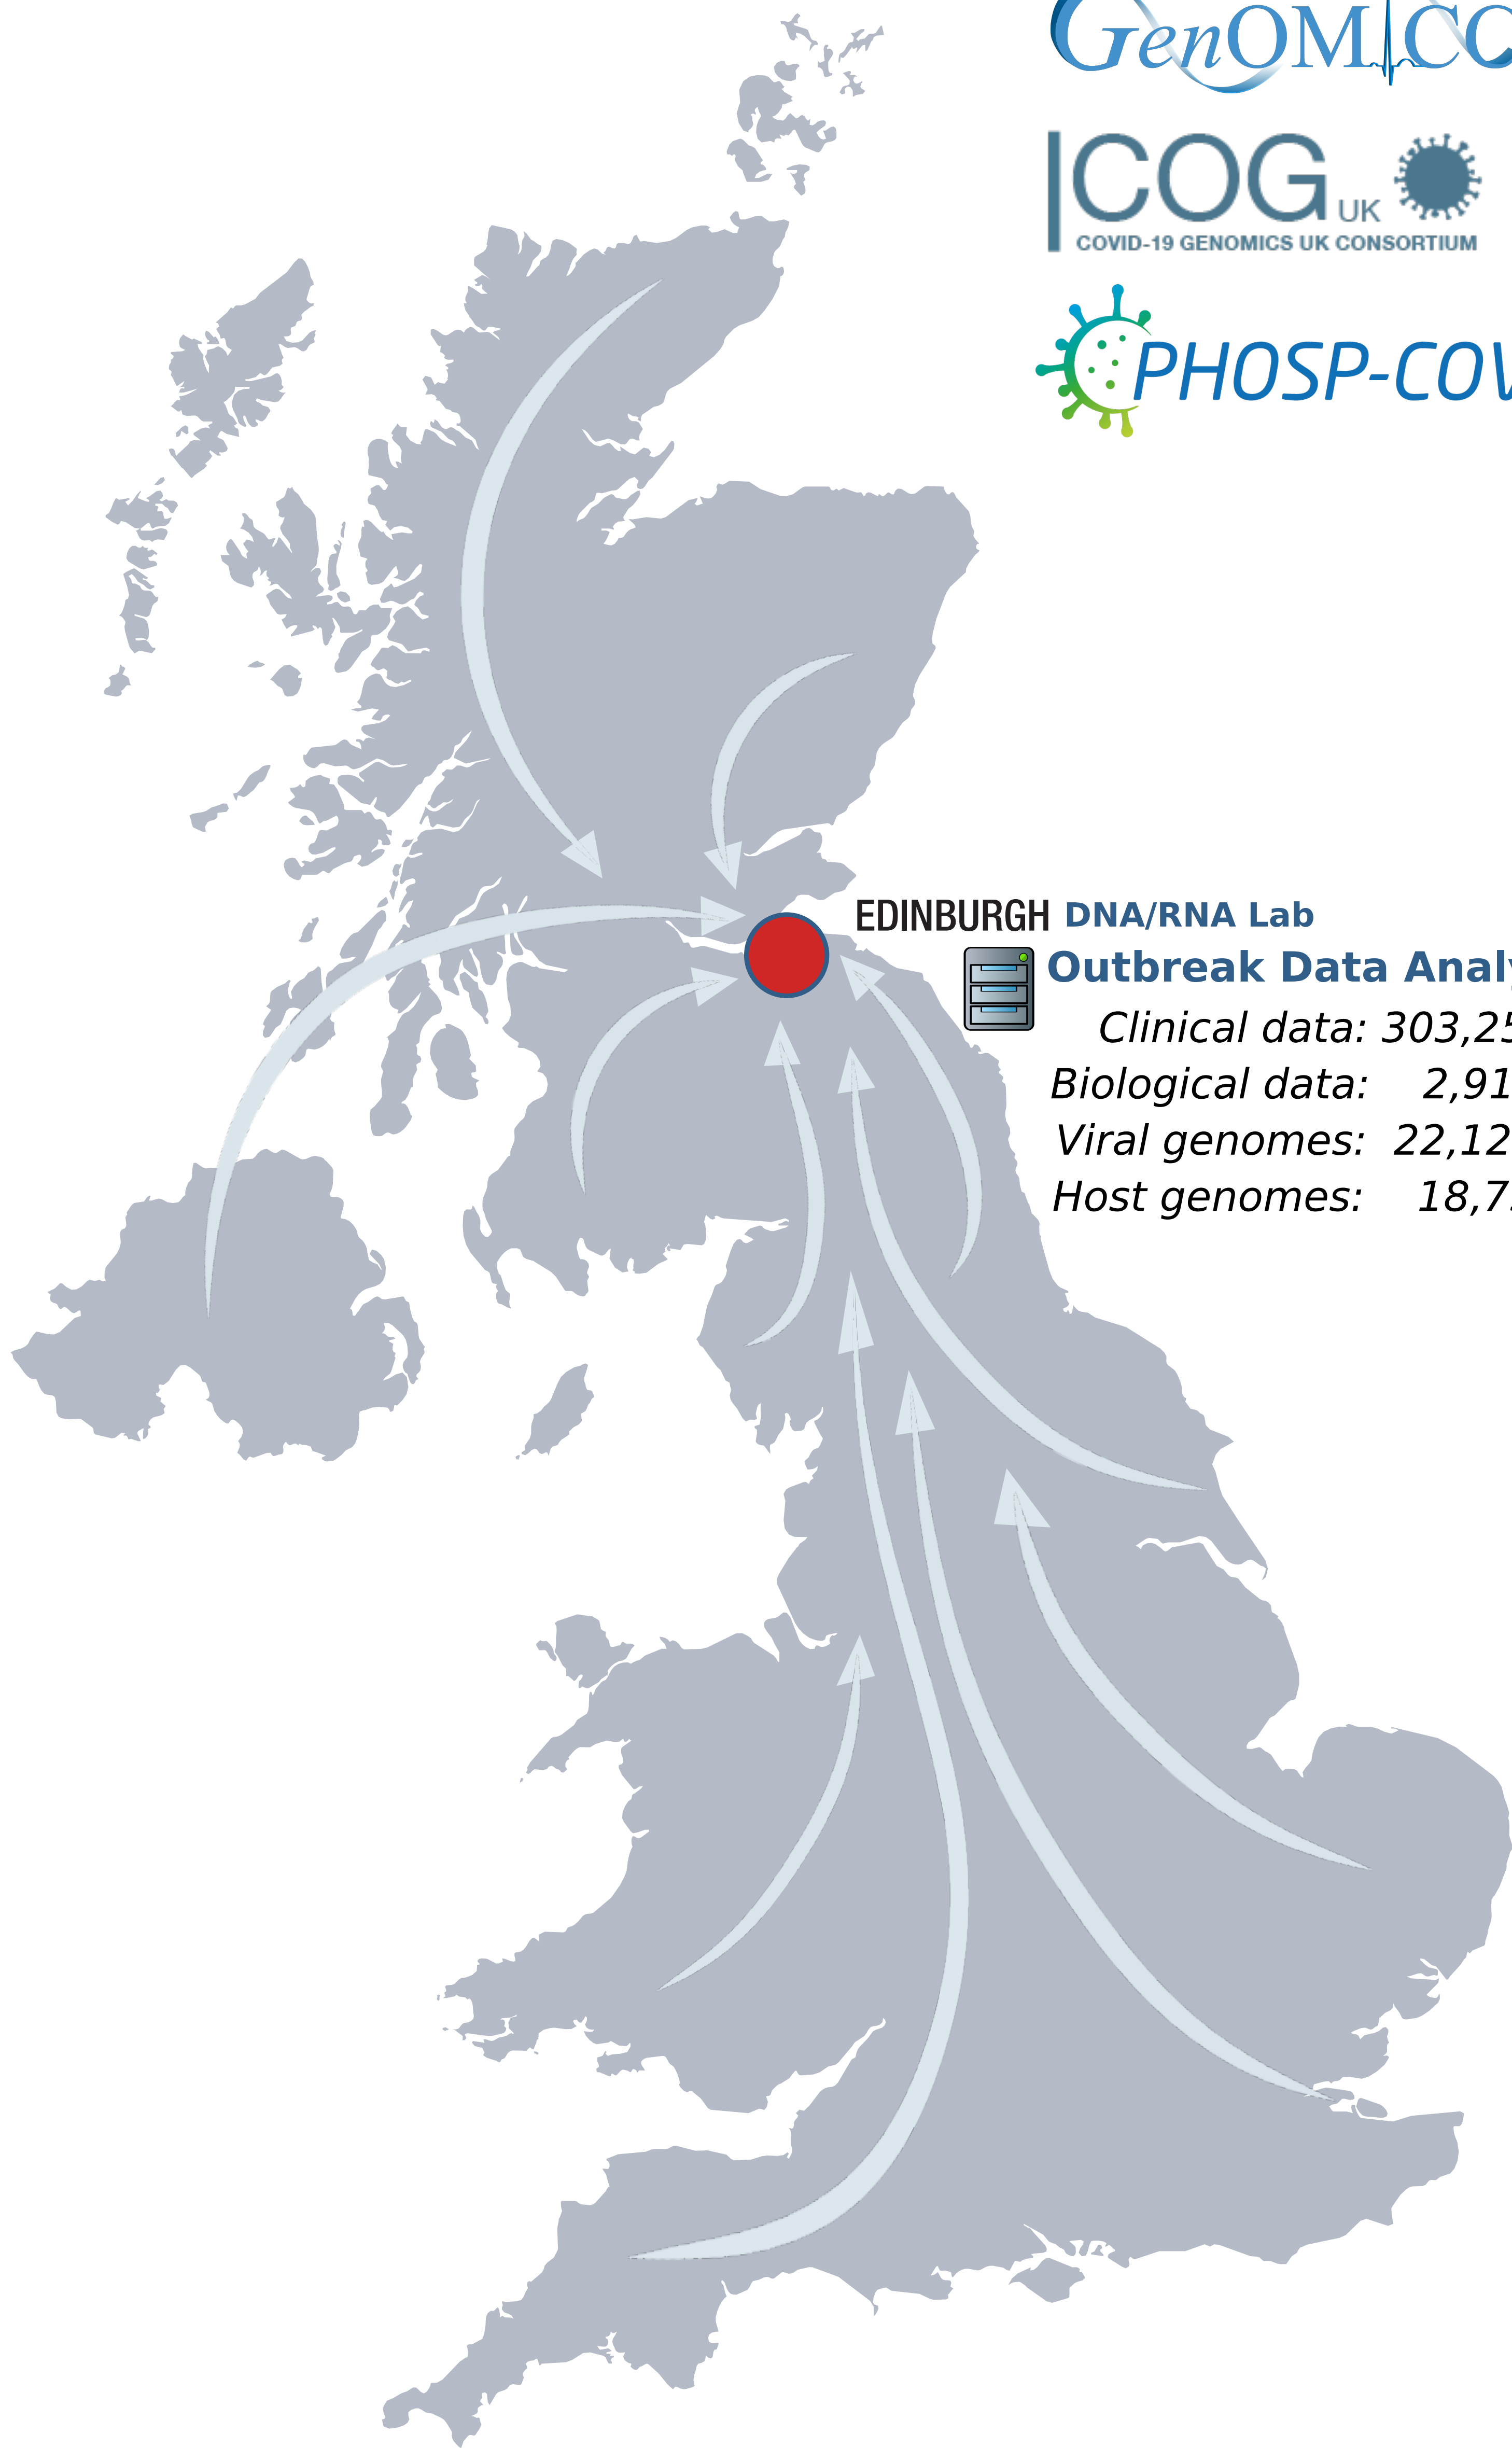 GenOMICC
COG UK
COVID-19 GENOMICS UK CONSORTIUM
PHOSP-COV
EDINBURGH DNA/RNA Lab
Outbreak Data Analy
Clinical data: 303,25
Biological data: 2,91
Viral genomes: 22,12
Host genomes: 18,7